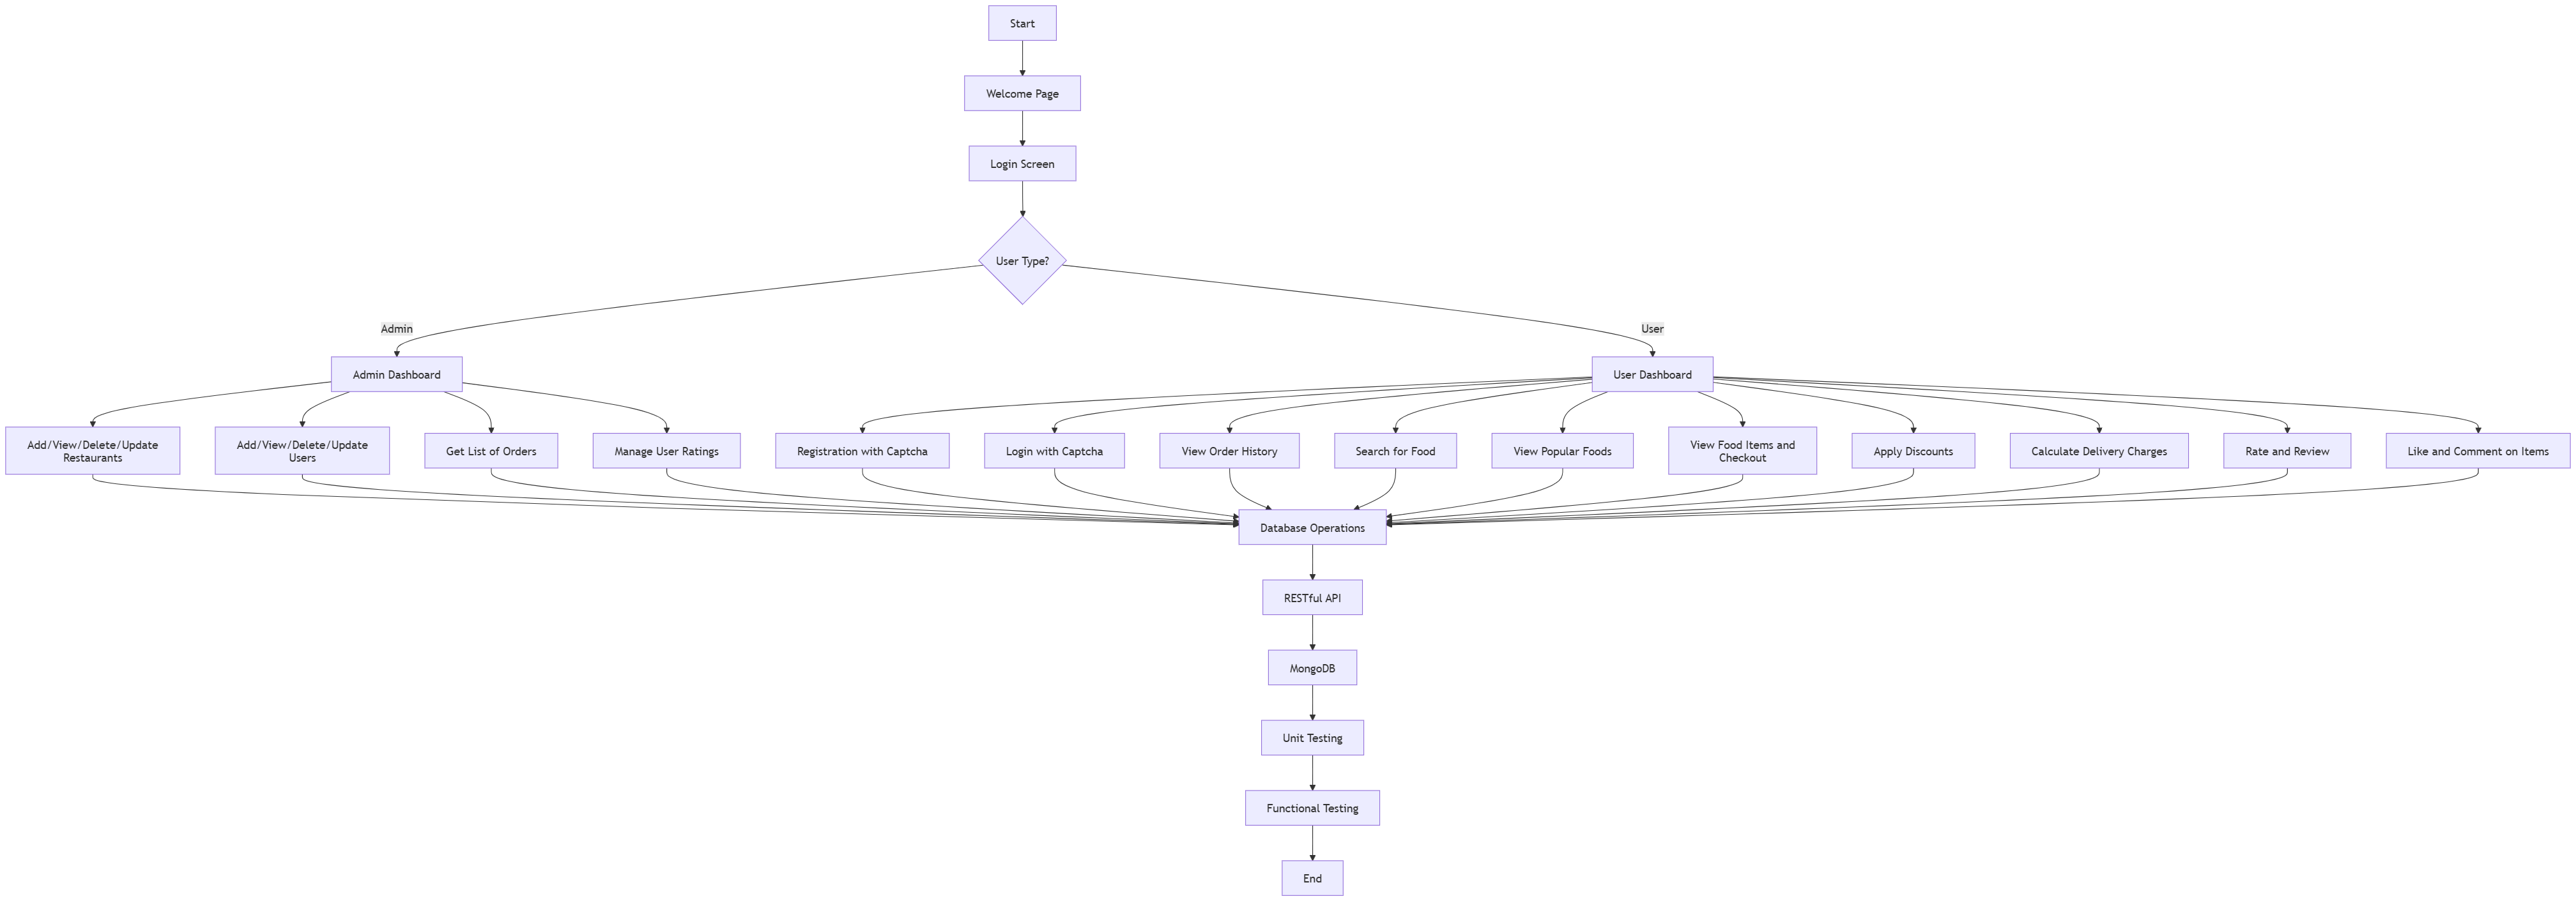 Start
Welcome Page
Login Screen
User Type?
Admin
User
Admin Dashboard
User Dashboard
Add/View/Delete/Update
Restaurants
Add/View/Delete/Update
Users
Get List of Orders
Manage User Ratings
Registration with Captcha
Login with Captcha
View Order History
Search for Food
View Popular Foods
View Food Items and
Checkout
Apply Discounts
Calculate Delivery Charges
Rate and Review
Like and Comment on Items
Database Operations
RESTful API
MongoDB
Unit Testing
Functional Testing
End